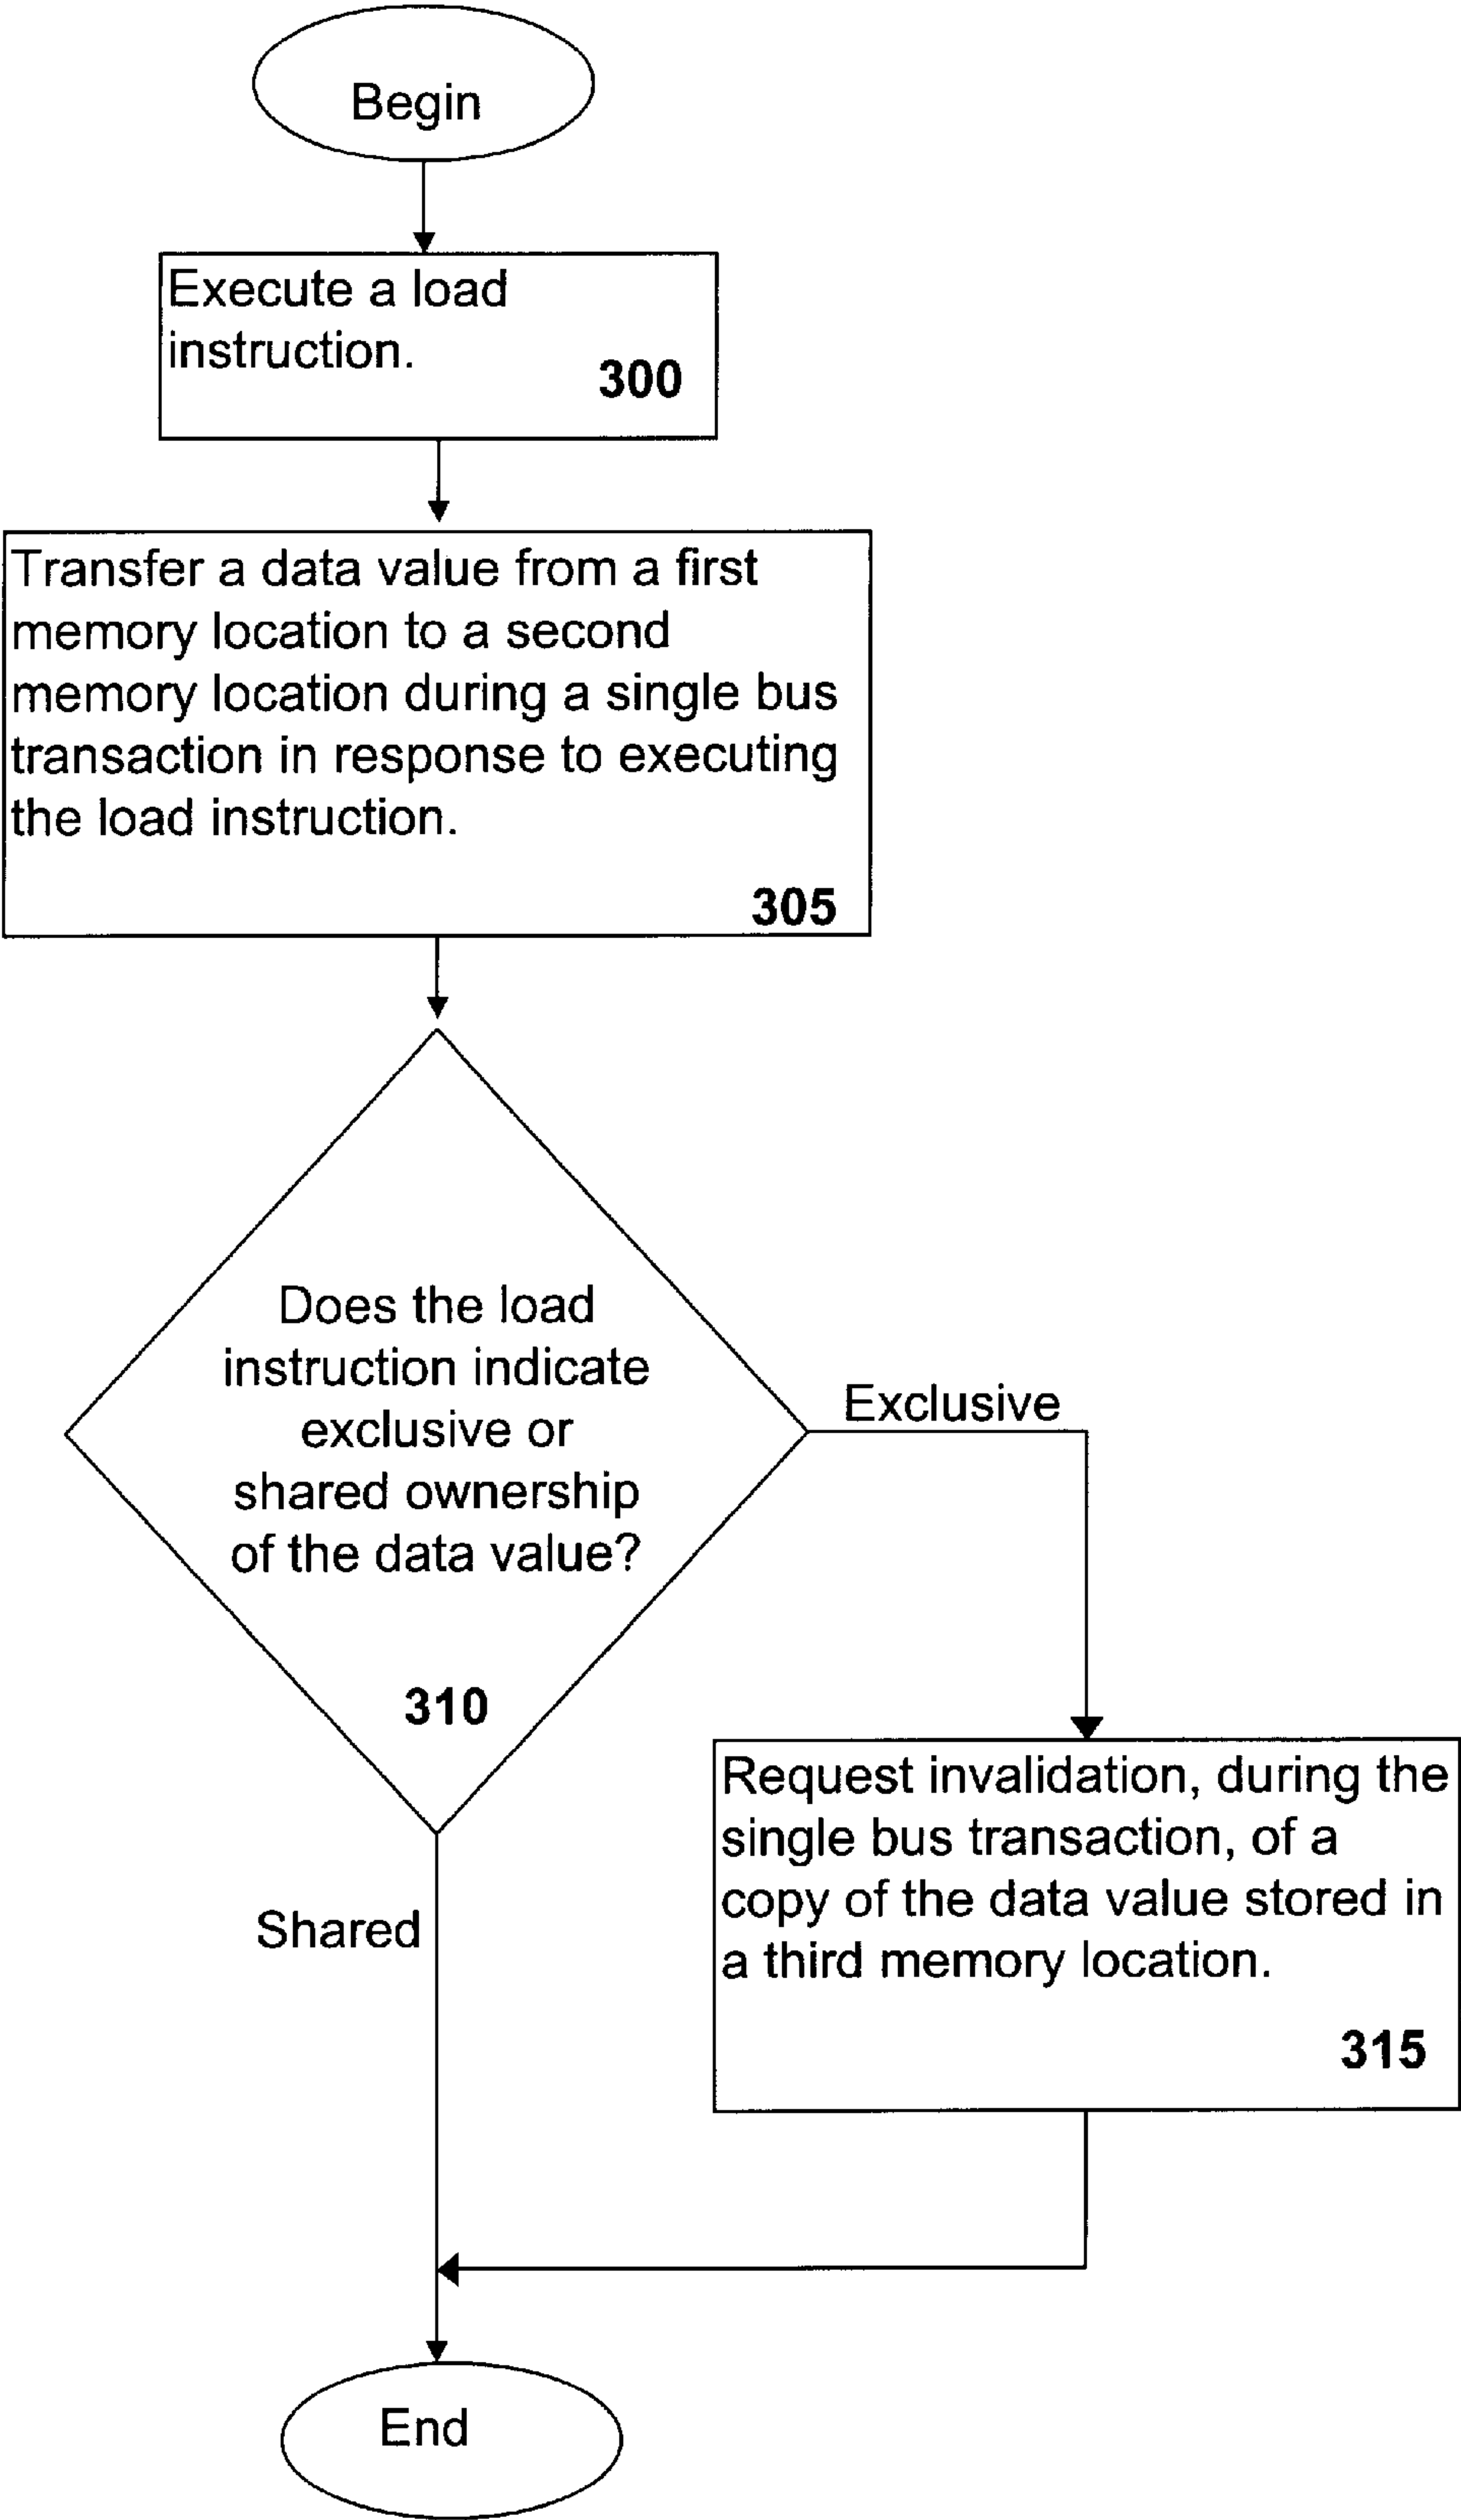 Begin
Execute a load
instruction.
300
Transfer a data value from a first
memory location to a second
memory location during a single bus
transaction in response to executing
the load instruction.
305
Does the load
instruction indicate
exclusive or
shared ownership
of the data value?
310
Exclusive
Request invalidation, during the
single bus transaction, of a
copy of the data value stored in
a third memory location.
315
Shared
End